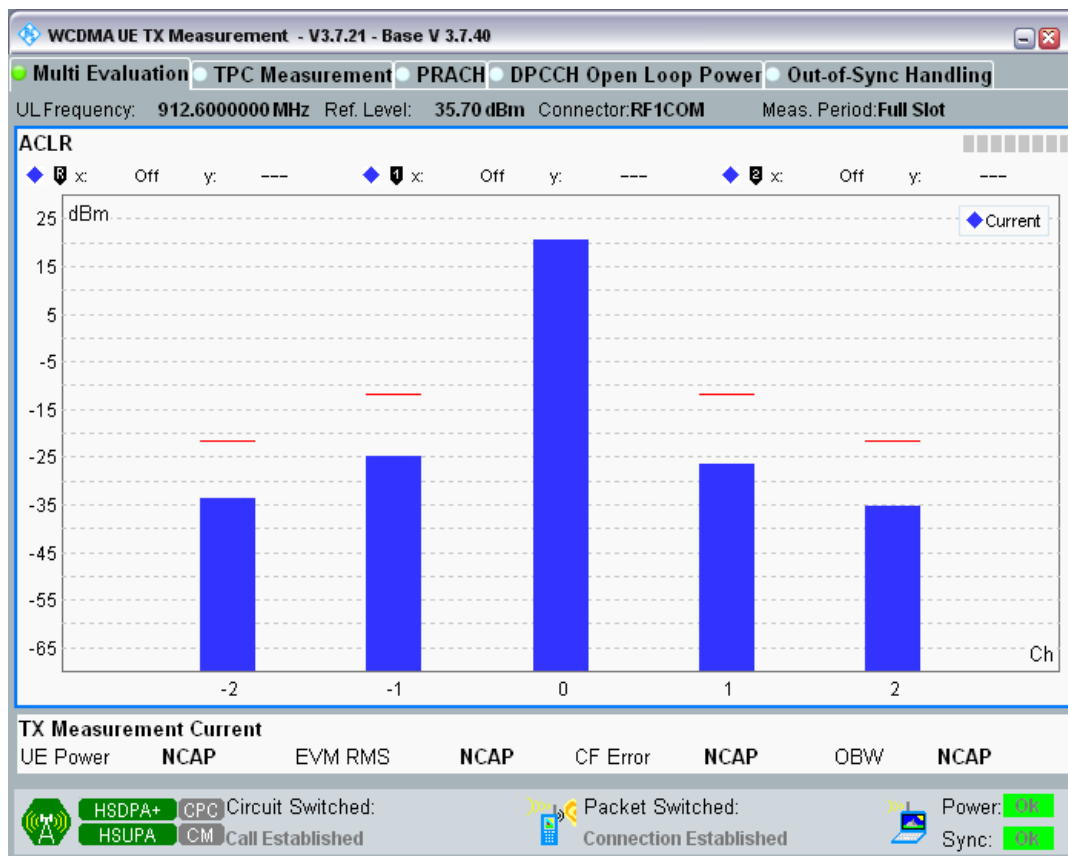 WCDMA UE TX Measurement - V3.7.21 - Base V 3.7.40
Multi Evaluation TPC Measurement PRACH DPCCH Open Loop Power Out-of-Sync Handling
UL Frequency: 912.6000000 MHz Ref. Level: 35.70 dBm Connector:RF1COM Meas. Period:Full Slot
ACLR
R x: Off y: --- 1 x: Off y: --- 2 x: Off y: ---
dBm
Current
25
15
5
-5
-15
-25
-35
-45
-55
-65
Ch
-2 -1 0 1 2
TX Measurement Current
UE Power NCAP EVM RMS NCAP CF Error NCAP OBW NCAP
HSDPA+ CPC Circuit Switched: Packet Switched: Power: OK
HSUPA CM Call Established Connection Established Sync: OK